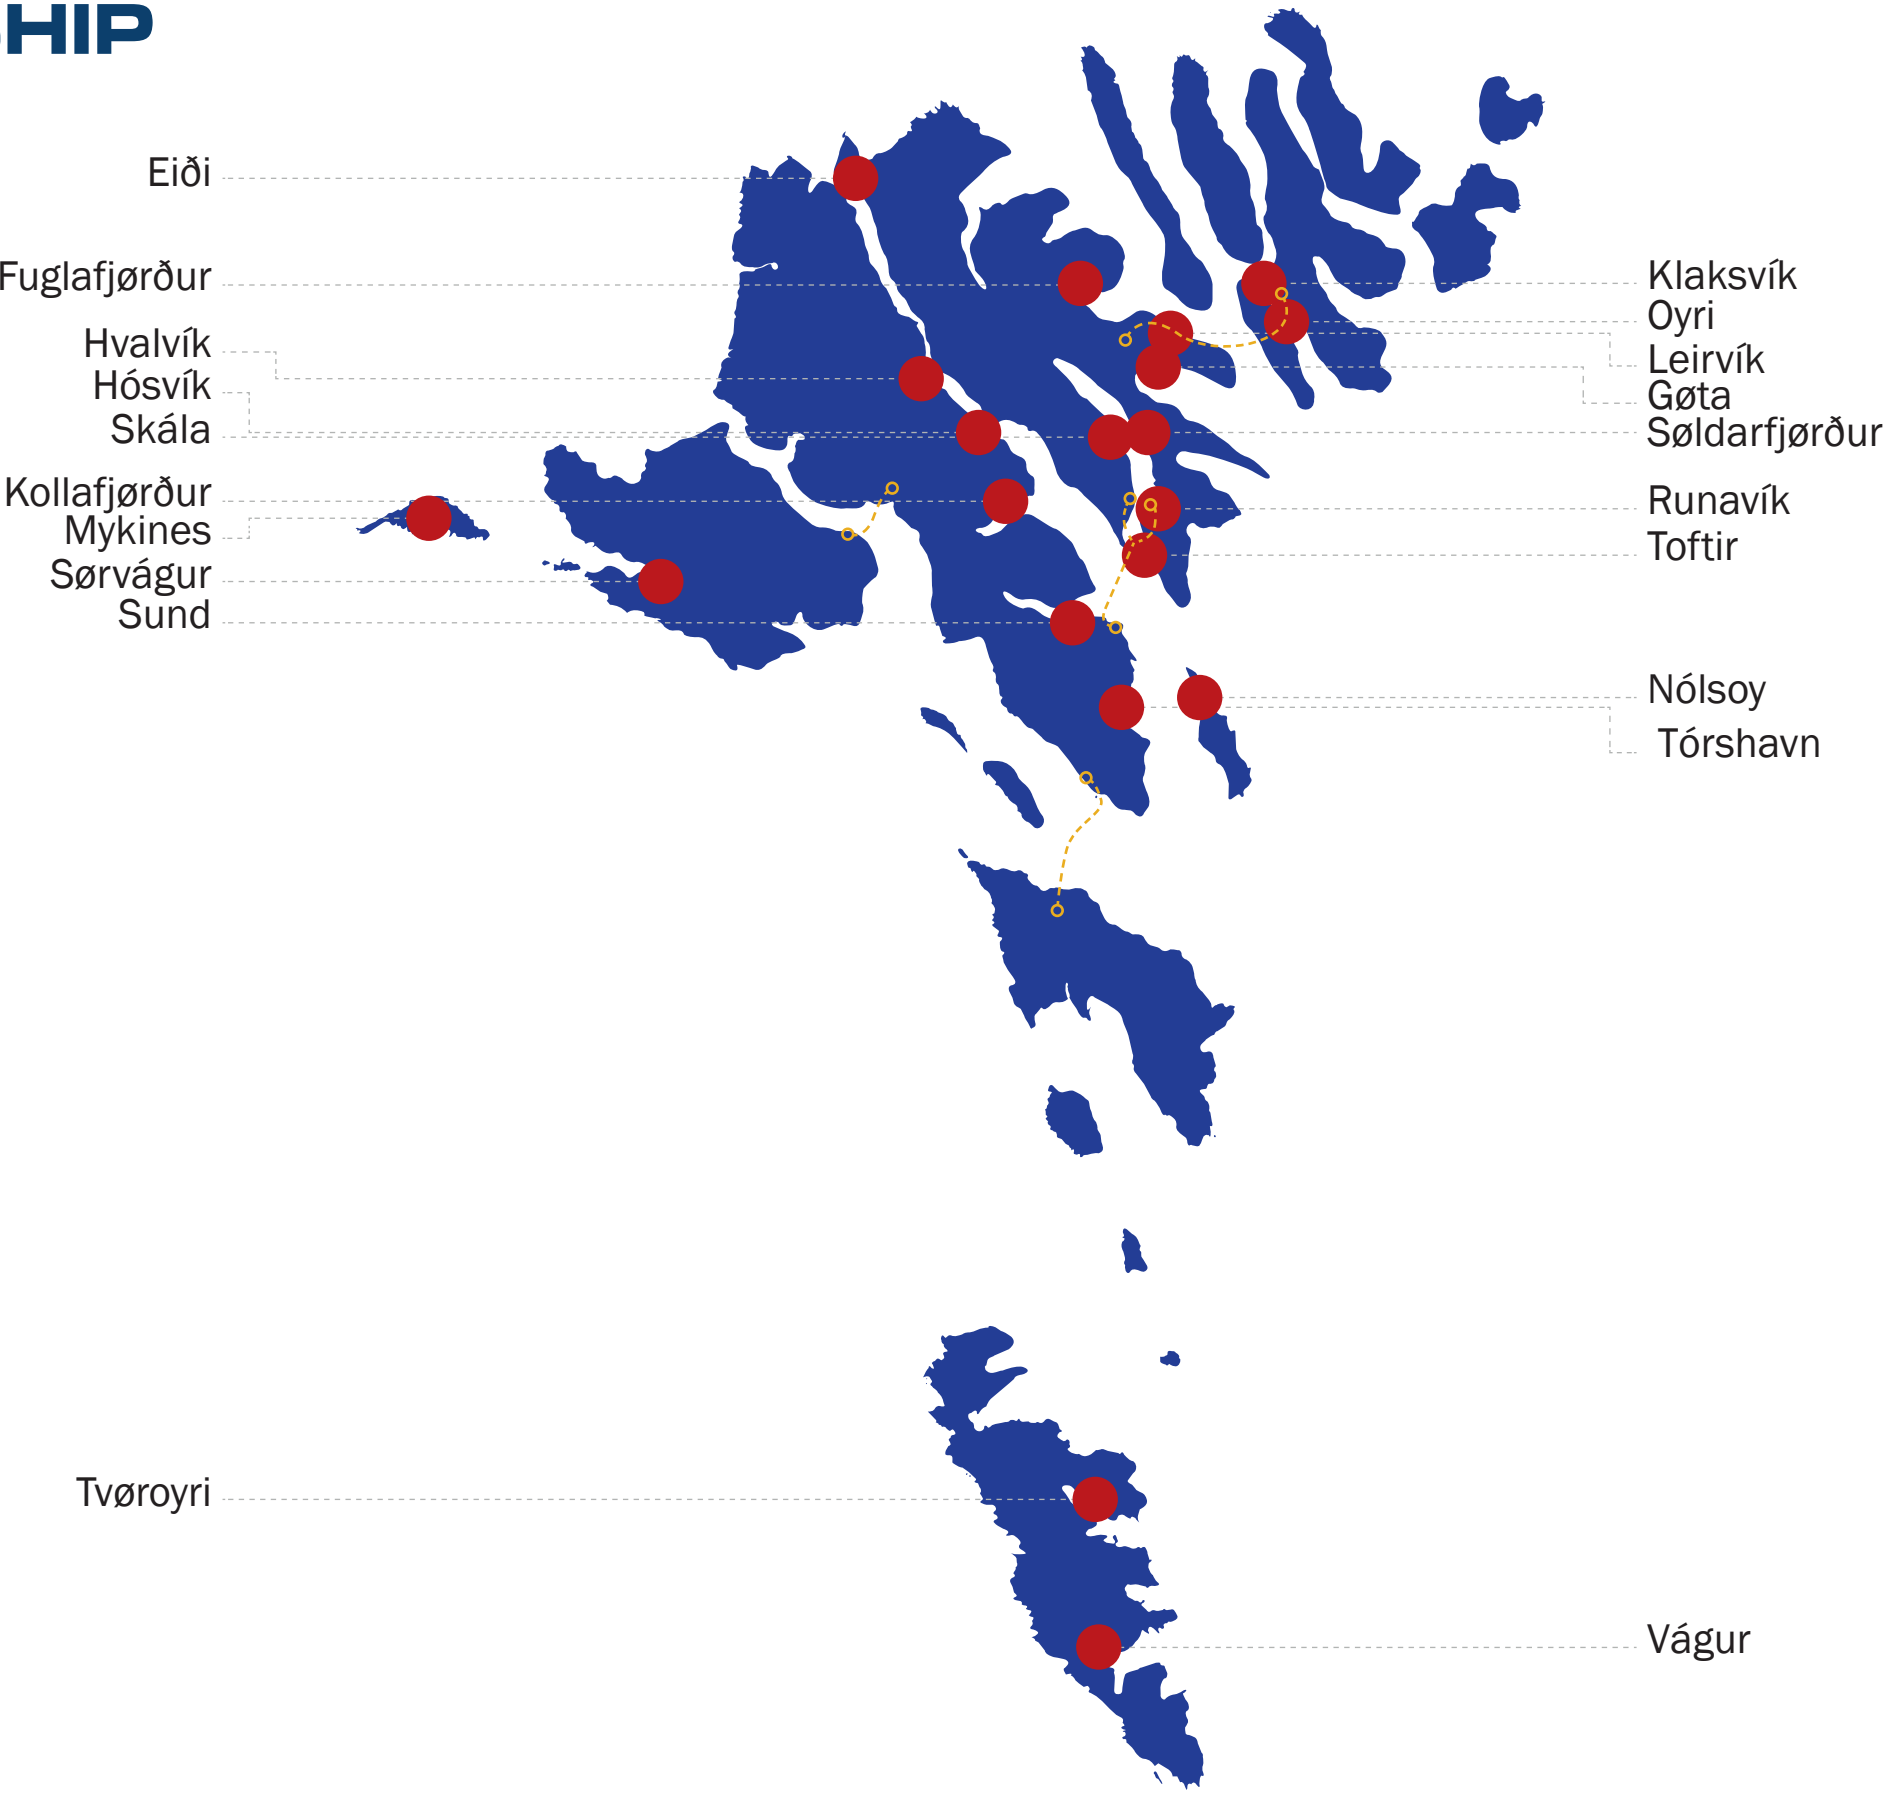 SHIP
Eiði
Fuglafjørður
Hvalvík
Hósvík
Skála
Kollafjørður
Mykines
Sørvágur
Sund
Klaksvík
Oyri
Leirvík
Gøta
Søldarfjørður
Runavík
Toftir
Nólsoy
Tórshavn
Tvøroyri
Vágur